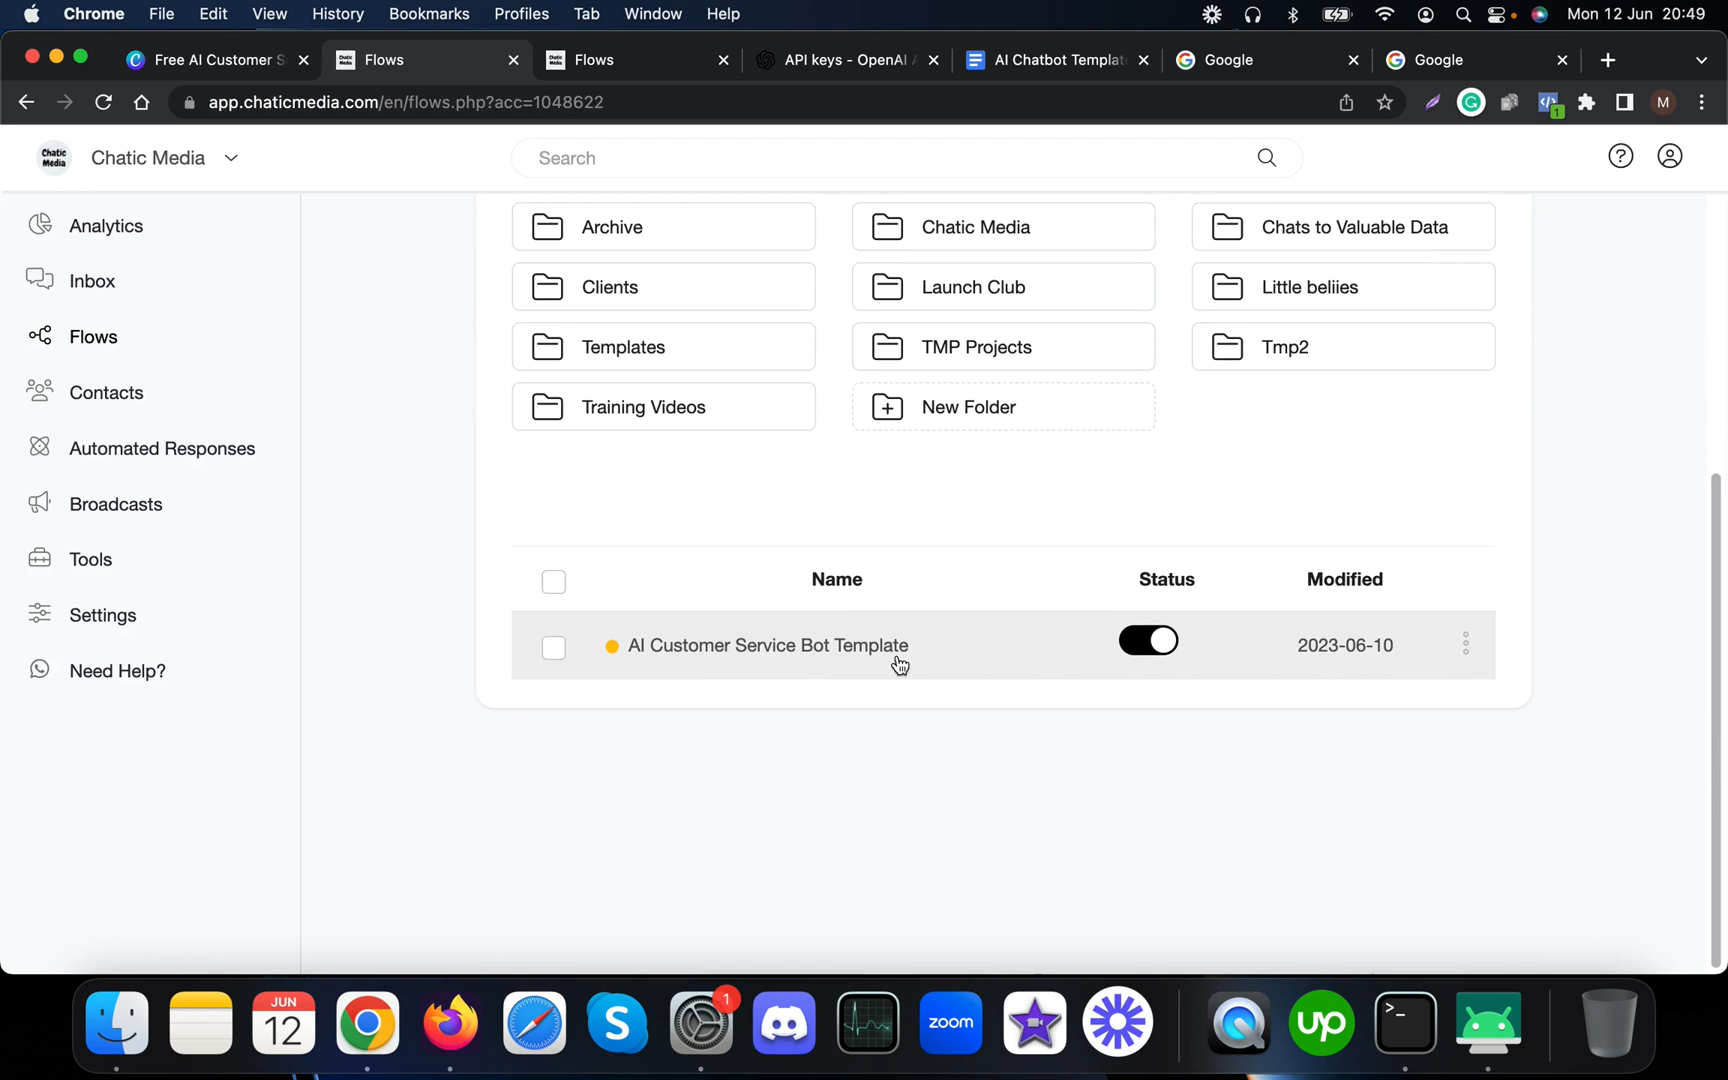 Chrome File Edit View History Bookmarks Profiles Tab Window Help Mon 12 Jun 20:49
Free AI Customer S Flows Flows API keys - OpenAI A AI Chatbot Templat Google Google
app.chaticmedia.com/en/flows.php?acc=1048622
1
M
Chatic Media Chatic Media Search
Analytics
Inbox
Flows
Contacts
Automated Responses
Broadcasts
Tools
Settings
Need Help?
Archive Chatic Media Chats to Valuable Data
Clients Launch Club Little beliies
Templates TMP Projects Tmp2
Training Videos New Folder
Name Status Modified
AI Customer Service Bot Template 2023-06-10
JUN
12
S
1
zoom
up